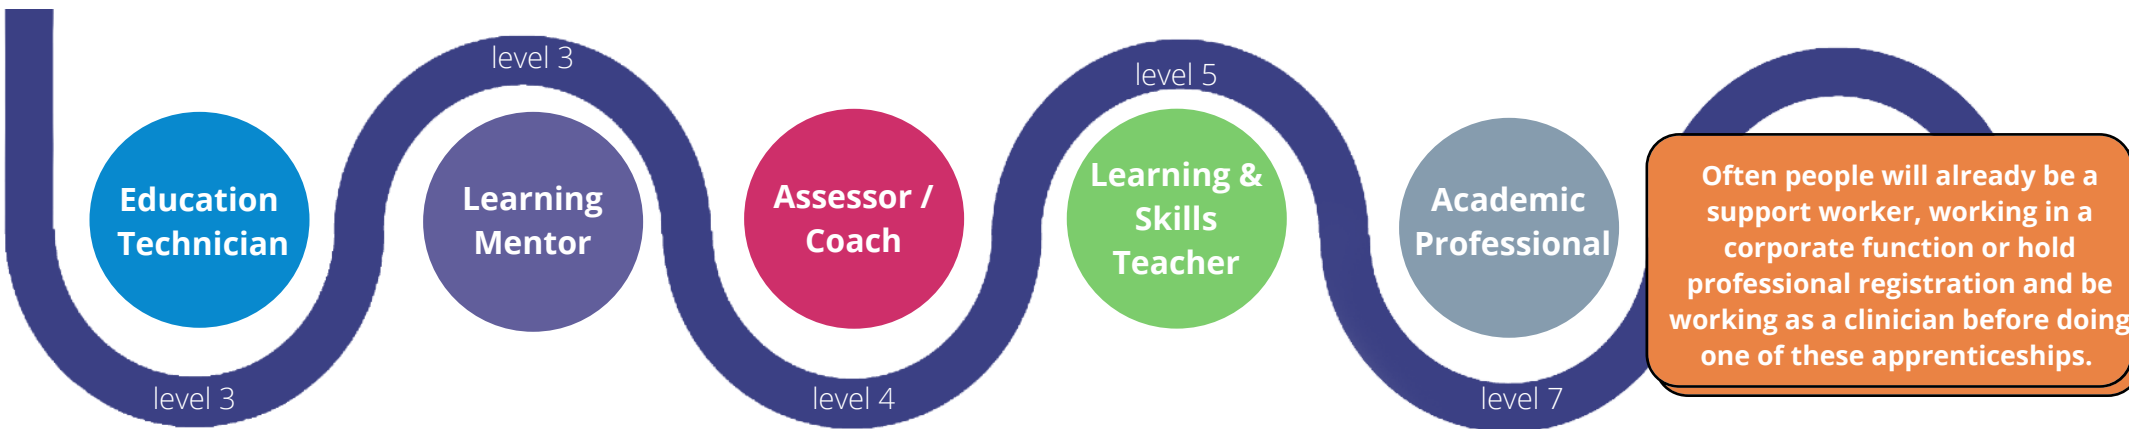 level 3
Education
Technician
level 3
Learning
Mentor
level 4
Assessor /
Coach
level 5
Learning &
Skills
Teacher
level 7
Academic
Professional
Often people will already be a
support worker, working in a
corporate function or hold
professional registration and be
working as a clinician before doing
one of these apprenticeships.